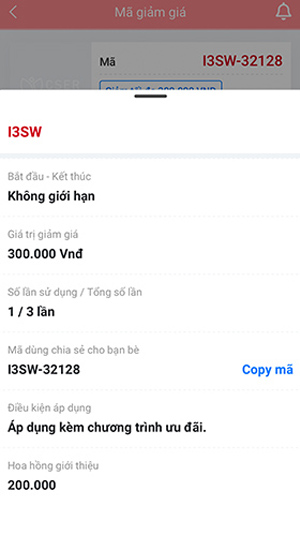 Mã giảm giá
Mã I3SW-32128
I3SW
Bắt đầu - Kết thúc
Không giới hạn
Giá trị giảm giá
300.000 Vnđ
Số lần sử dụng / Tổng số lần
1 / 3 lần
Mã dùng chia sẻ cho bạn bè
I3SW-32128 Copy mã
Điều kiện áp dụng
Áp dụng kèm chương trình ưu đãi.
Hoa hồng giới thiệu
200.000